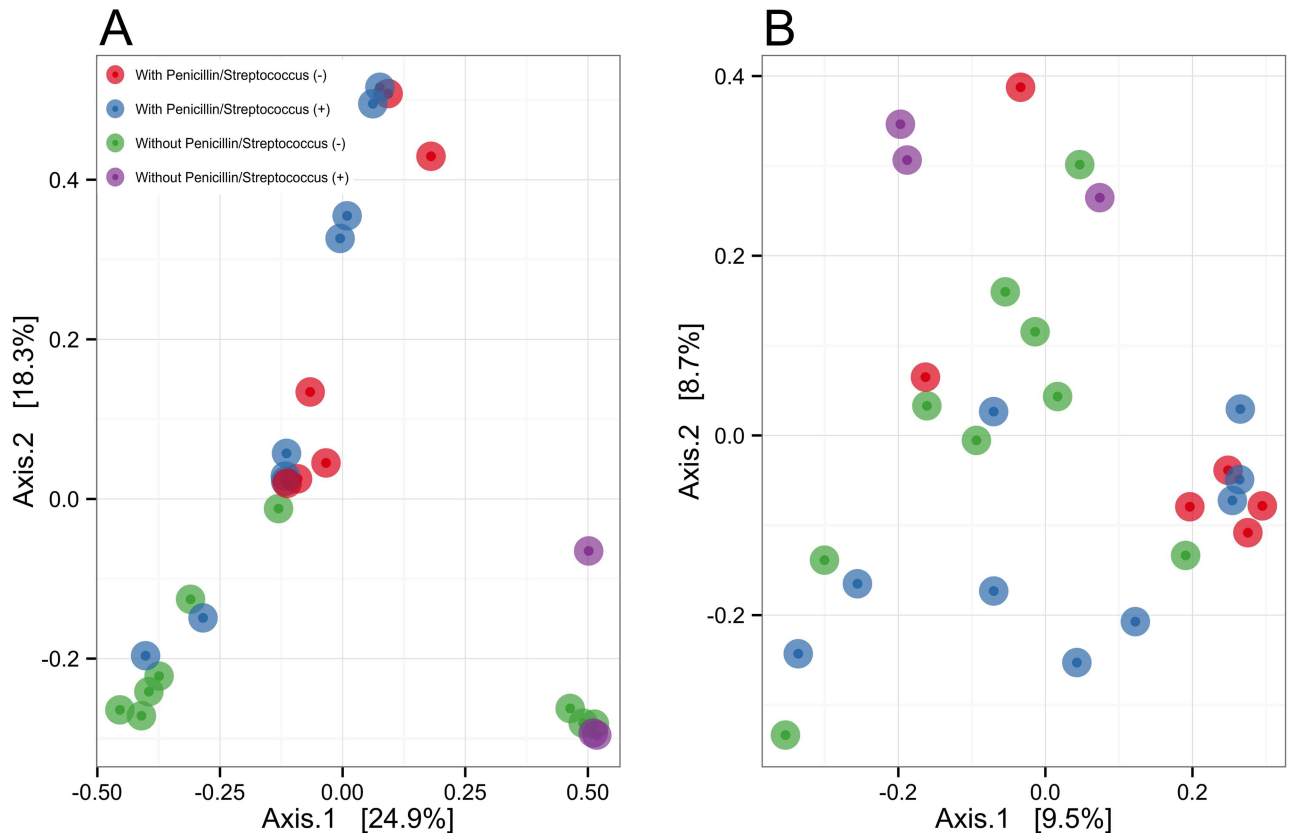 A
With Penicillin/Streptococcus (-)
With Penicillin/Streptococcus (+)
Without Penicillin/Streptococcus (-)
Without Penicillin/Streptococcus (+)
0.4
0.2
0.0
-0.2
Axis.2 [18.3%]
-0.50 -0.25 0.00 0.25 0.50
Axis.1 [24.9%]
B
0.4
0.2
0.0
-0.2
Axis.2 [8.7%]
-0.2 0.0 0.2
Axis.1 [9.5%]